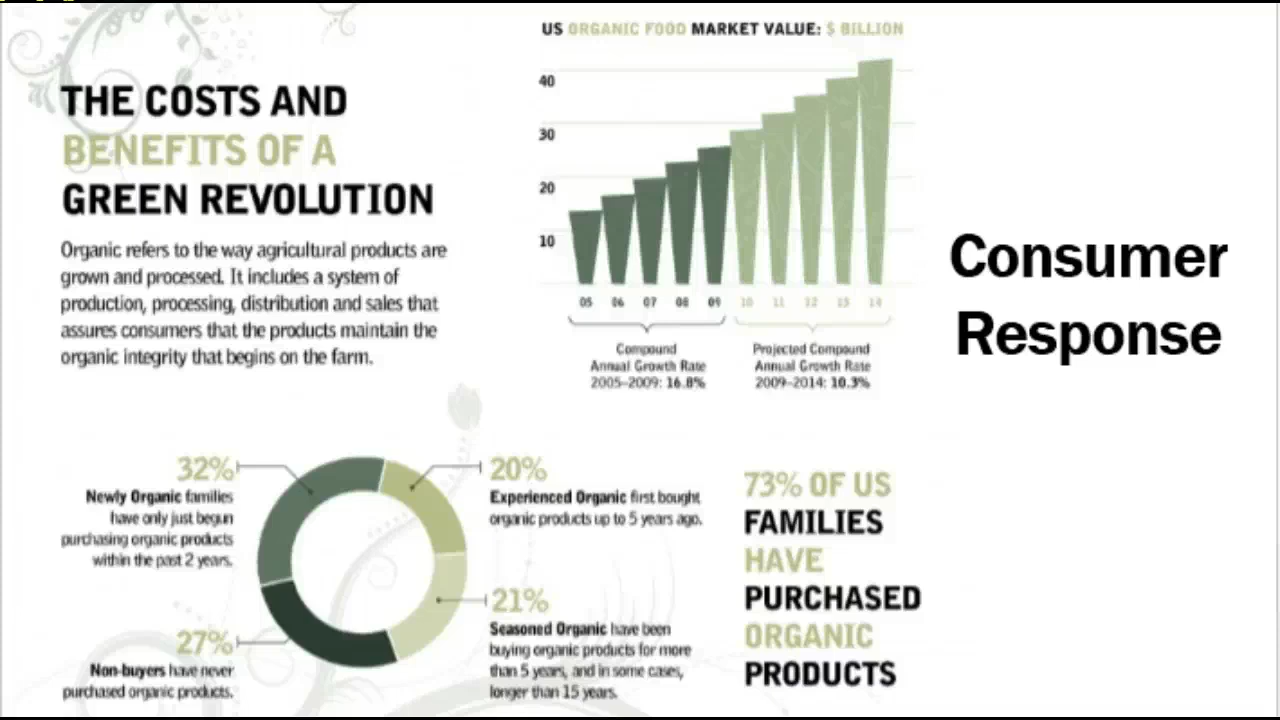 THE COSTS AND
BENEFITS OF A
GREEN REVOLUTION
Organic refers to the way agricultural products are
grown and processed. It includes a system of
production, processing, distribution and sales that
assures consumers that the products maintain the
organic integrity that begins on the farm.
US ORGANIC FOOD MARKET VALUE: $ BILLION
40
30
20
10
05 06 07 08 09 10 11 12 13 14
Compound
Annual Growth Rate
2005–2009: 16.8%
Projected Compound
Annual Growth Rate
2009–2014: 10.3%
Consumer
Response
32%
Newly Organic families
have only just begun
purchasing organic products
within the past 2 years.
27%
Non-buyers have never
purchased organic products.
20%
Experienced Organic first bought
organic products up to 5 years ago.
21%
Seasoned Organic have been
buying organic products for more
than 5 years, and in some cases,
longer than 15 years.
73% OF US
FAMILIES
HAVE
PURCHASED
ORGANIC
PRODUCTS